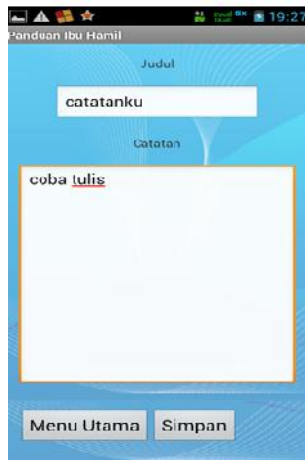 19:27
Panduan Ibu Hamil
Judul
catatanku
Catatan
coba tulis
Menu Utama Simpan